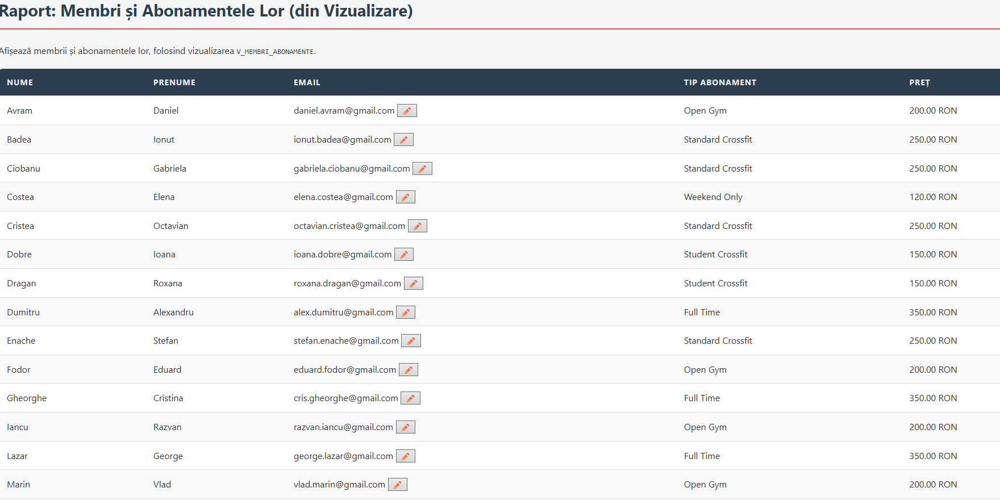 Raport: Membri și Abonamentele Lor (din Vizualizare)
Afișează membrii și abonamentele lor, folosind vizualizarea V_MEMBRI_ABONAMENTE.
NUME PRENUME EMAIL TIP ABONAMENT PREȚ
Avram Daniel daniel.avram@gmail.com Open Gym 200.00 RON
Badea Ionut ionut.badea@gmail.com Standard Crossfit 250.00 RON
Ciobanu Gabriela gabriela.ciobanu@gmail.com Standard Crossfit 250.00 RON
Costea Elena elena.costea@gmail.com Weekend Only 120.00 RON
Cristea Octavian octavian.cristea@gmail.com Standard Crossfit 250.00 RON
Dobre Ioana ioana.dobre@gmail.com Student Crossfit 150.00 RON
Dragan Roxana roxana.dragan@gmail.com Student Crossfit 150.00 RON
Dumitru Alexandru alex.dumitru@gmail.com Full Time 350.00 RON
Enache Stefan stefan.enache@gmail.com Standard Crossfit 250.00 RON
Fodor Eduard eduard.fodor@gmail.com Open Gym 200.00 RON
Gheorghe Cristina cris.gheorghe@gmail.com Full Time 350.00 RON
Iancu Razvan razvan.iancu@gmail.com Open Gym 200.00 RON
Lazar George george.lazar@gmail.com Full Time 350.00 RON
Marin Vlad vlad.marin@gmail.com Open Gym 200.00 RON